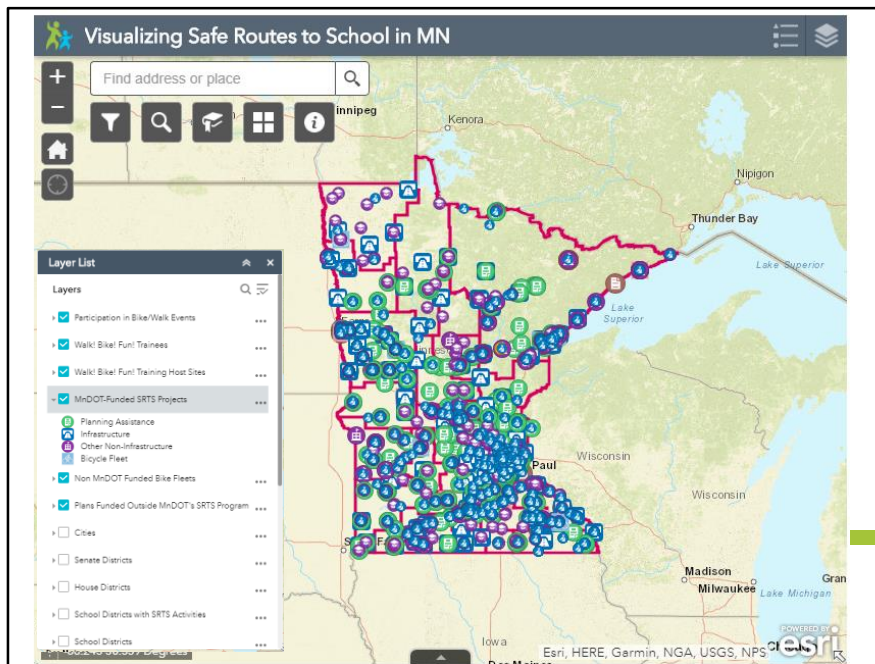 Visualizing Safe Routes to School in MN
+
Find address or place
−
innipeg
Kenora
Nipigon
Thunder Bay
Lake Superior
Lake
Superior
Layer List
Layers
Participation in Bike/Walk Events
Walk! Bike! Fun! Trainees
Walk! Bike! Fun! Training Host Sites
MnDOT-Funded SRTS Projects
Planning Assistance
Infrastructure
Other Non-Infrastructure
Bicycle Fleet
Non MnDOT Funded Bike Fleets
Plans Funded Outside MnDOT's SRTS Program
Cities
Senate Districts
House Districts
School Districts with SRTS Activities
School Districts
Paul
Wisconsin
Wisconsin
Madison
Milwaukee
Lake Michigan
Gran
Iowa
Degrees
Esri, HERE, Garmin, NGA, USGS, NPS
POWERED BY
esri